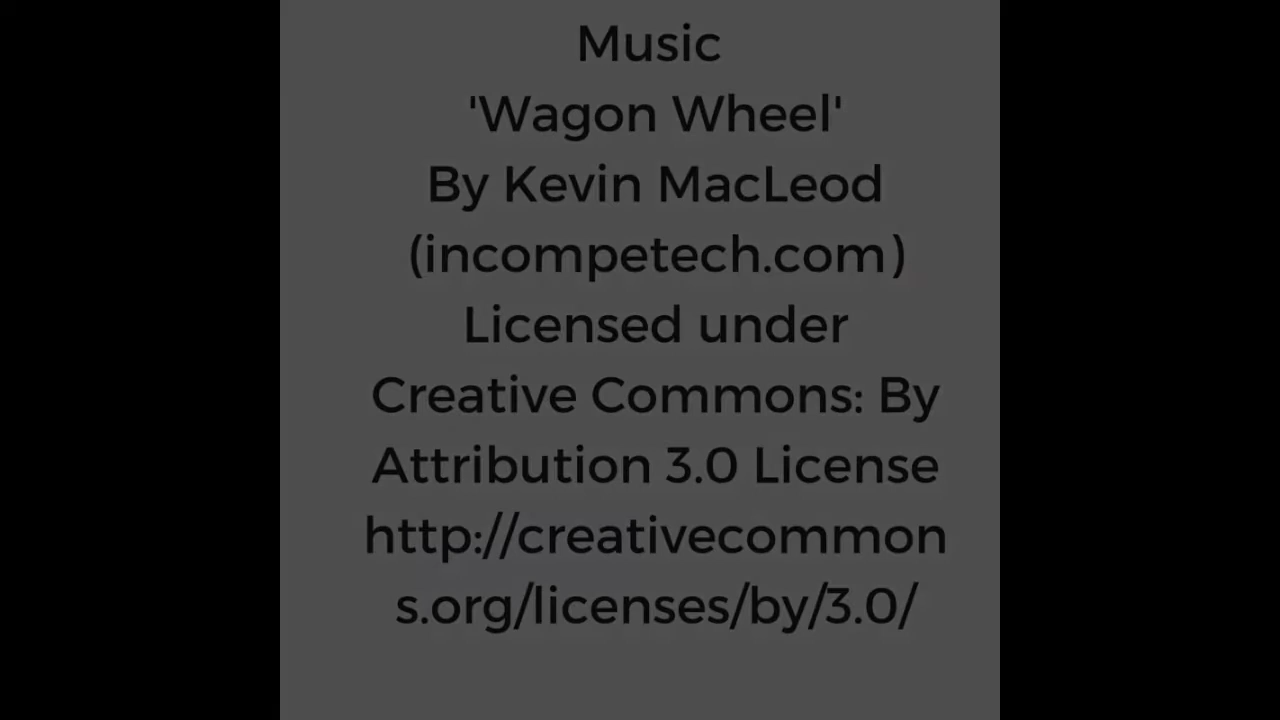 Music
'Wagon Wheel'
By Kevin MacLeod
(incompetech.com)
Licensed under
Creative Commons: By
Attribution 3.0 License
http://creativecommon
s.org/licenses/by/3.0/